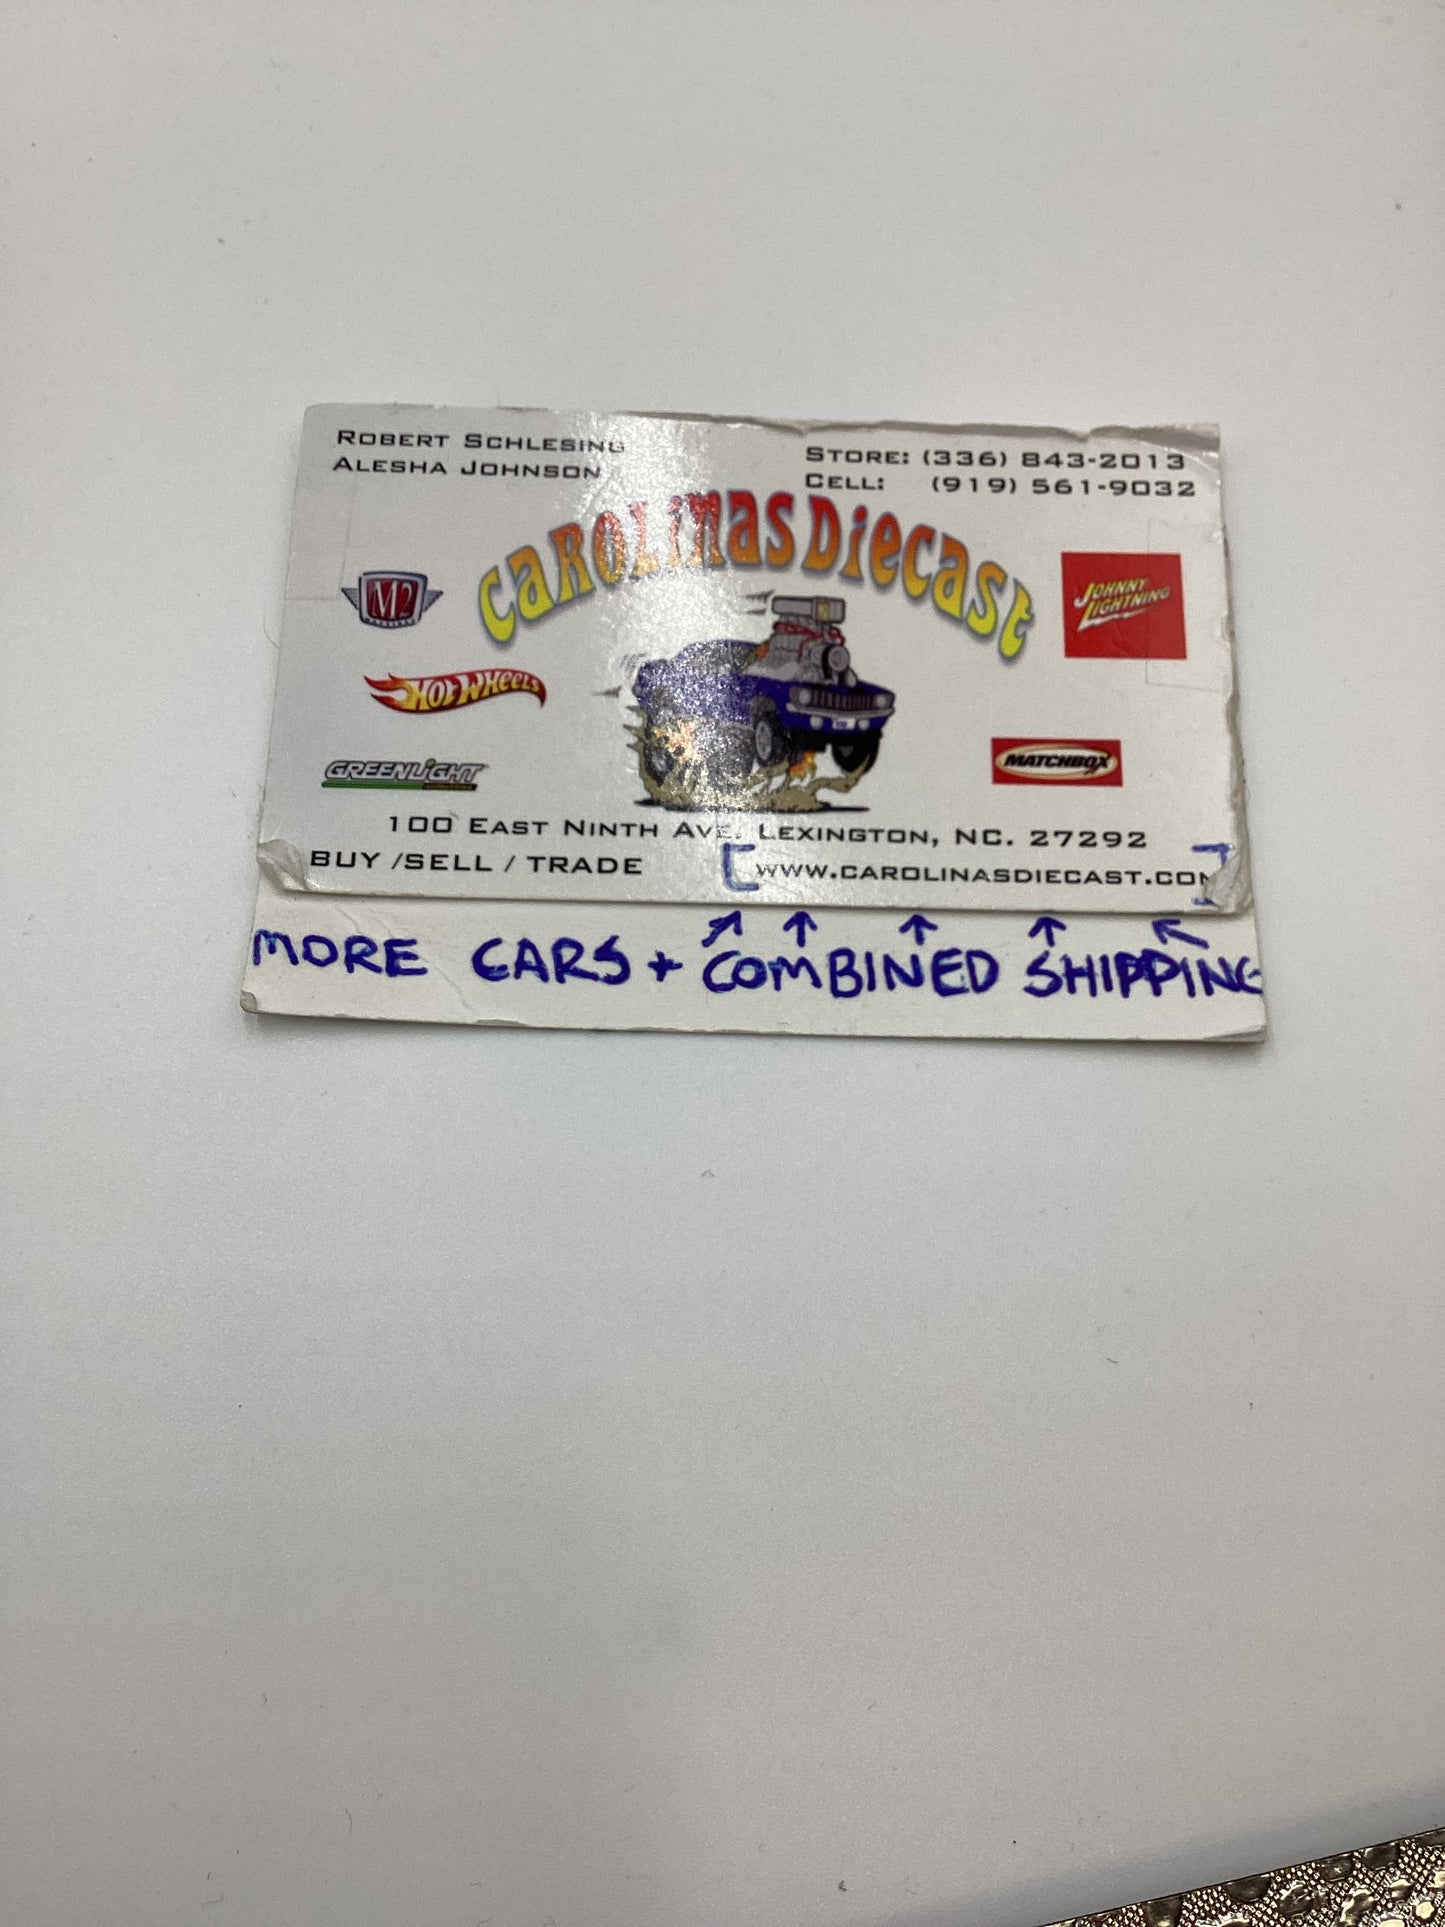 ROBERT SCHLESING
ALESHA JOHNSON
STORE: (336) 843-2013
CELL: (919) 561-9032
CAROLINAS DIECAST
M2
JOHNNY LIGHTNING
HOT WHEELS
GREENLIGHT
MATCHBOX
100 EAST NINTH AVE. LEXINGTON, NC. 27292
BUY /SELL / TRADE [WWW.CAROLINASDIECAST.COM]
MORE CARS + COMBINED SHIPPING